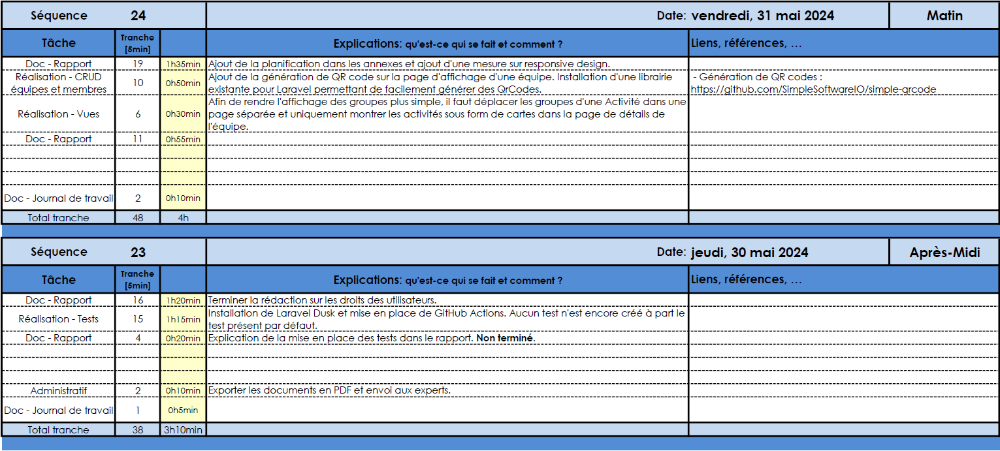 Séquence 24 Date: vendredi, 31 mai 2024 Matin
Tâche Tranche [5min] Explications: qu'est-ce qui se fait et comment ? Liens, références, …
Doc - Rapport 19 1h35min Ajout de la planification dans les annexes et ajout d'une mesure sur responsive design.
Réalisation - CRUD équipes et membres 10 0h50min Ajout de la génération de QR code sur la page d'affichage d'une équipe. Installation d'une librairie
existante pour Laravel permettant de facilement générer des QrCodes.
- Génération de QR codes :
https://github.com/SimpleSoftwareIO/simple-qrcode
Réalisation - Vues 6 0h30min Afin de rendre l'affichage des groupes plus simple, il faut déplacer les groupes d'une Activité dans une
page séparée et uniquement montrer les activités sous form de cartes dans la page de détails de
l'équipe.
Doc - Rapport 11 0h55min
Doc - Journal de travail 2 0h10min
Total tranche 48 4h
Séquence 23 Date: jeudi, 30 mai 2024 Après-Midi
Tâche Tranche [5min] Explications: qu'est-ce qui se fait et comment ? Liens, références, …
Doc - Rapport 16 1h20min Terminer la rédaction sur les droits des utilisateurs.
Réalisation - Tests 15 1h15min Installation de Laravel Dusk et mise en place de GitHub Actions. Aucun test n'est encore créé à part le
test présent par défaut.
Doc - Rapport 4 0h20min Explication de la mise en place des tests dans le rapport. Non terminé.
Administratif 2 0h10min Exporter les documents en PDF et envoi aux experts.
Doc - Journal de travail 1 0h5min
Total tranche 38 3h10min